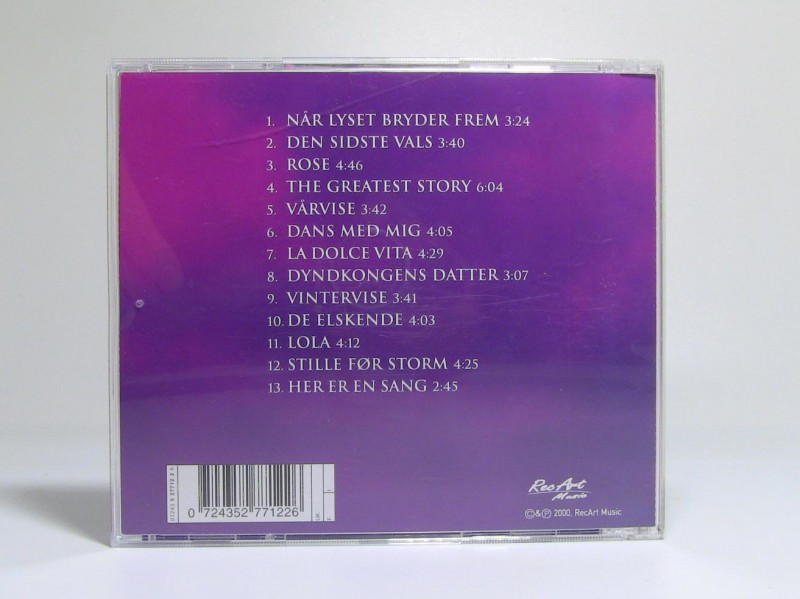 1. NÅR LYSET BRYDER FREM 3:24
2. DEN SIDSTE VALS 3:40
3. ROSE 4:46
4. THE GREATEST STORY 6:04
5. VÅRVISE 3:42
6. DANS MED MIG 4:05
7. LA DOLCE VITA 4:29
8. DYNDKONGENS DATTER 3:07
9. VINTERVISE 3:41
10. DE ELSKENDE 4:03
11. LOLA 4:12
12. STILLE FØR STORM 4:25
13. HER ER EN SANG 2:45
0 724352 771226
RecArt
Music
©&℗ 2000, RecArt Music